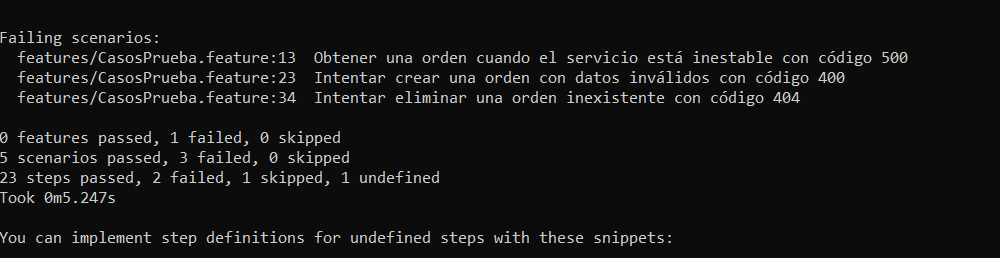 Failing scenarios:
features/CasosPrueba.feature:13  Obtener una orden cuando el servicio está inestable con código 500
features/CasosPrueba.feature:23  Intentar crear una orden con datos inválidos con código 400
features/CasosPrueba.feature:34  Intentar eliminar una orden inexistente con código 404
0 features passed, 1 failed, 0 skipped
5 scenarios passed, 3 failed, 0 skipped
23 steps passed, 2 failed, 1 skipped, 1 undefined
Took 0m5.247s
You can implement step definitions for undefined steps with these snippets: